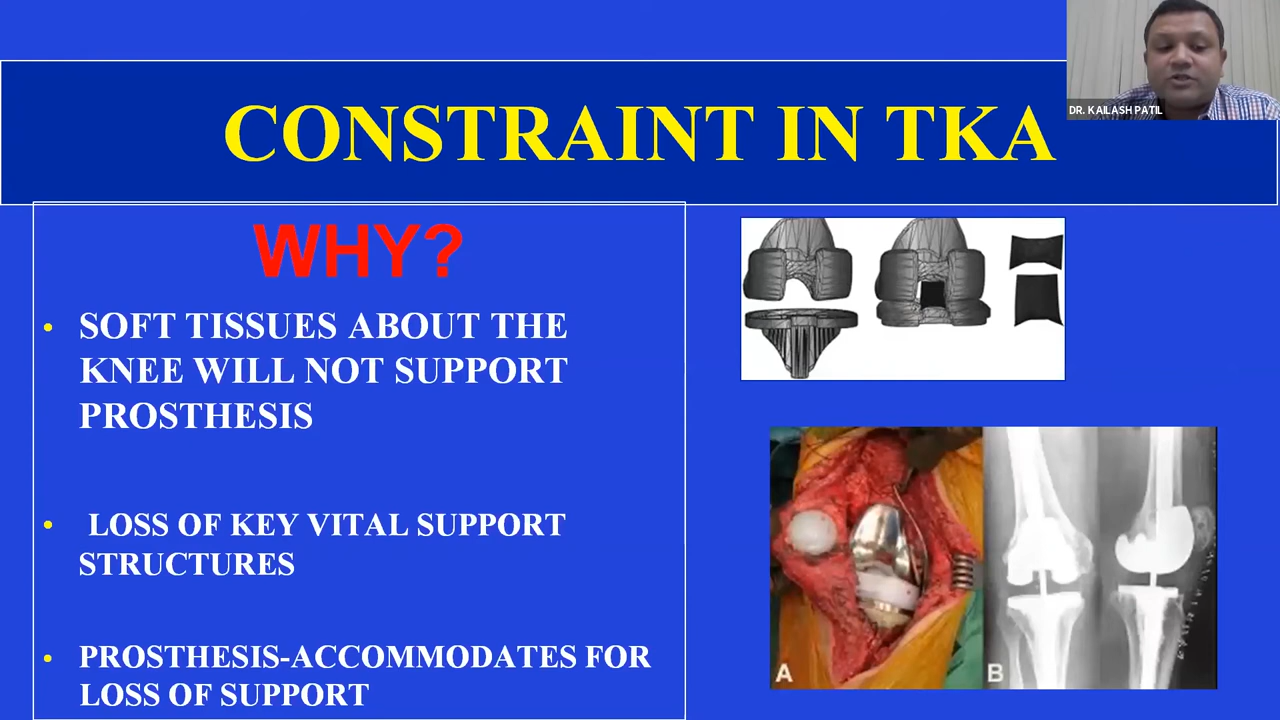 DR. KAILASH PATIL
CONSTRAINT IN TKA
WHY?
• SOFT TISSUES ABOUT THE
KNEE WILL NOT SUPPORT
PROSTHESIS
• LOSS OF KEY VITAL SUPPORT
STRUCTURES
• PROSTHESIS-ACCOMMODATES FOR
LOSS OF SUPPORT
A
B